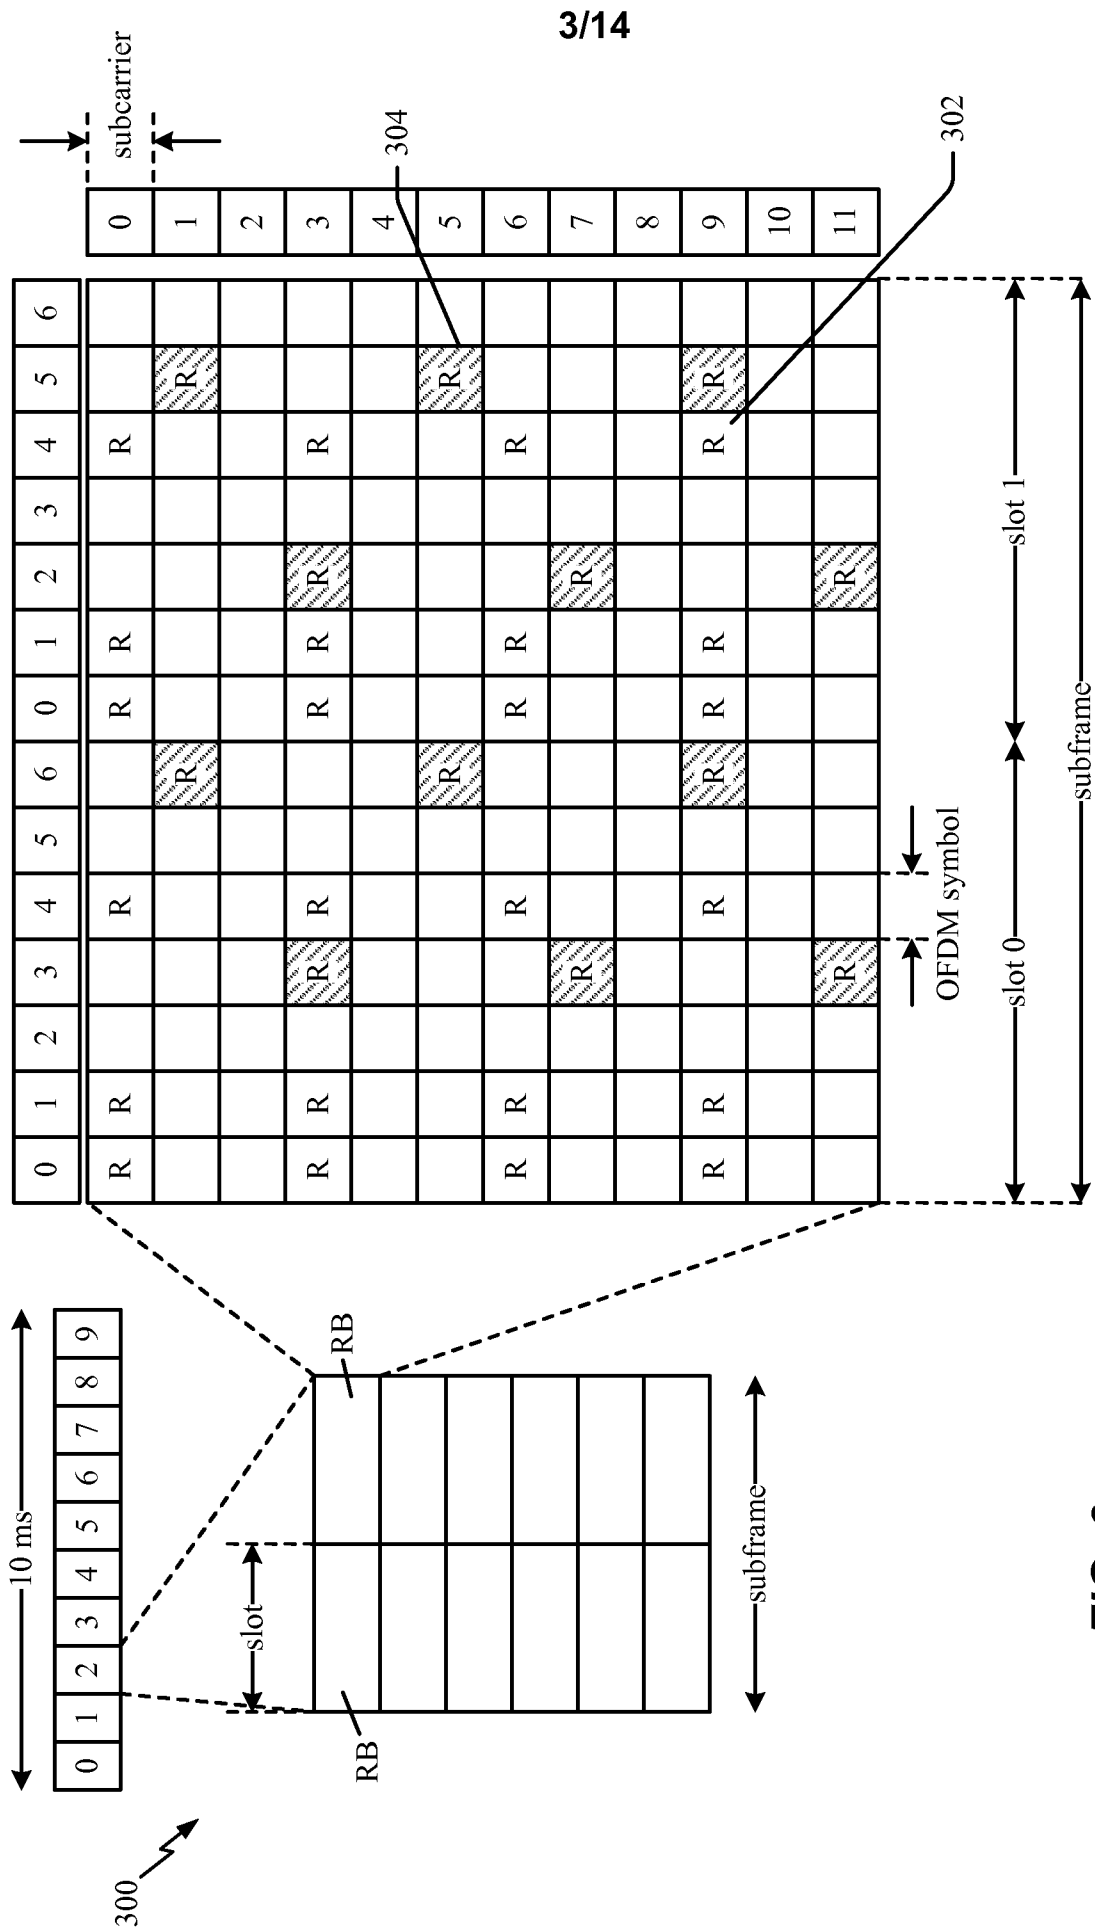 3/14
300
10 ms
0 1 2 3 4 5 6 7 8 9
slot
RB
RB
subframe
0 1 2 3 4 5 6 0 1 2 3 4 5 6
R R R R R R 0
subcarrier
R R 1
2
R R R R R R R R 3
4
R R 5
304
R R R R R R 6
R R 7
8
R R R R R R R R 9
302
10
R R 11
OFDM symbol
slot 0
slot 1
subframe